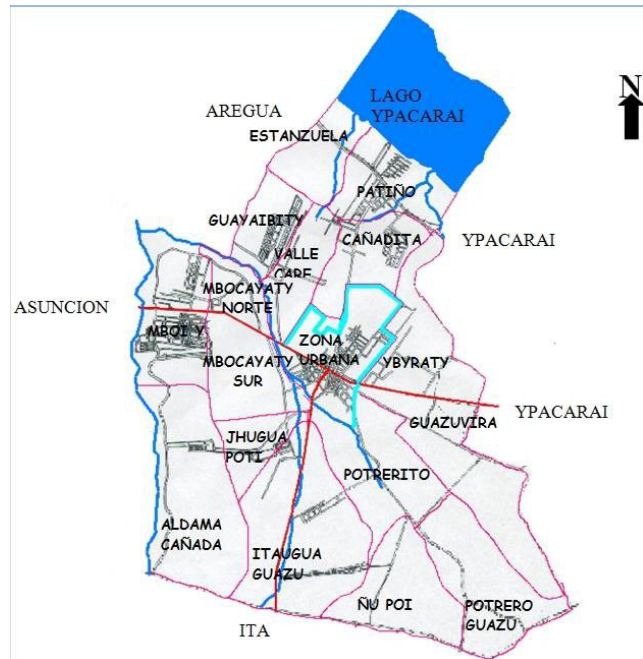 N
LAGO
YPACARAI
AREGUA
ESTANZUELA
PATIÑO
GUAYAIBITY
CAÑADITA
YPACARAI
VALLE
CARE
MBOCAYATY
NORTE
ASUNCION
MBOI Y
ZONA
URBANA
MBOCAYATY
SUR
YBYRATY
YPACARAI
GUAZUVIRA
JHUGUA
POTI
POTRERITO
ALDAMA
CAÑADA
ITAUGUA
GUAZU
ÑU POI
POTRERO
GUAZU
ITA